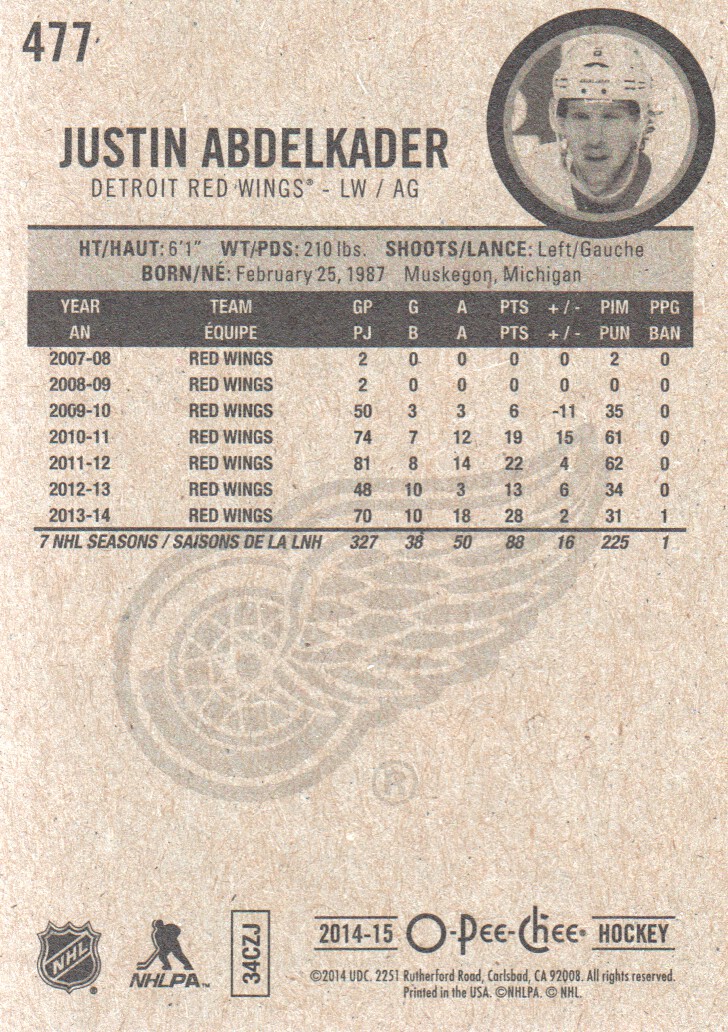 477
JUSTIN ABDELKADER
DETROIT RED WINGS® - LW / AG
HT/HAUT: 6'1" WT/PDS: 210 lbs. SHOOTS/LANCE: Left/Gauche
BORN/NÉ: February 25, 1987 Muskegon, Michigan
YEAR TEAM GP G A PTS +/- PIM PPG
AN ÉQUIPE PJ B A PTS +/- PUN BAN
2007-08 RED WINGS 2 0 0 0 0 2 0
2008-09 RED WINGS 2 0 0 0 0 0 0
2009-10 RED WINGS 50 3 3 6 -11 35 0
2010-11 RED WINGS 74 7 12 19 15 61 0
2011-12 RED WINGS 81 8 14 22 4 62 0
2012-13 RED WINGS 48 10 3 13 6 34 0
2013-14 RED WINGS 70 10 18 28 2 31 1
7 NHL SEASONS / SAISONS DE LA LNH 327 38 50 88 16 225 1
®
NHL ®
NHLPA™
34CZJ
2014-15 O-Pee-Chee® HOCKEY
©2014 UDC. 2251 Rutherford Road, Carlsbad, CA 92008. All rights reserved.
Printed in the USA. ©NHLPA. © NHL.